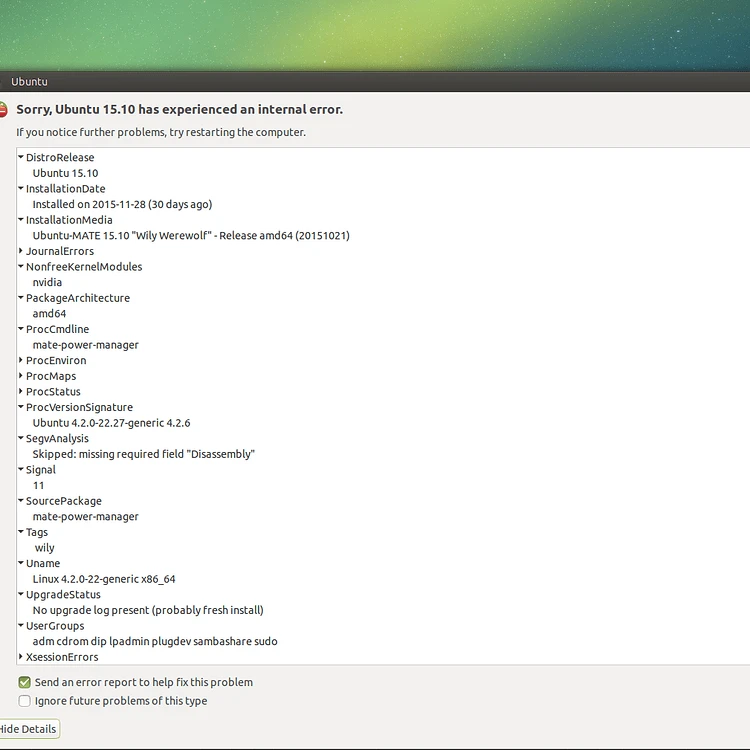 Ubuntu
Sorry, Ubuntu 15.10 has experienced an internal error.
If you notice further problems, try restarting the computer.
DistroRelease
Ubuntu 15.10
InstallationDate
Installed on 2015-11-28 (30 days ago)
InstallationMedia
Ubuntu-MATE 15.10 "Wily Werewolf" - Release amd64 (20151021)
JournalErrors
NonfreeKernelModules
nvidia
PackageArchitecture
amd64
ProcCmdline
mate-power-manager
ProcEnviron
ProcMaps
ProcStatus
ProcVersionSignature
Ubuntu 4.2.0-22.27-generic 4.2.6
SegvAnalysis
Skipped: missing required field "Disassembly"
Signal
11
SourcePackage
mate-power-manager
Tags
wily
Uname
Linux 4.2.0-22-generic x86_64
UpgradeStatus
No upgrade log present (probably fresh install)
UserGroups
adm cdrom dip lpadmin plugdev sambashare sudo
XsessionErrors
Send an error report to help fix this problem
Ignore future problems of this type
Hide Details